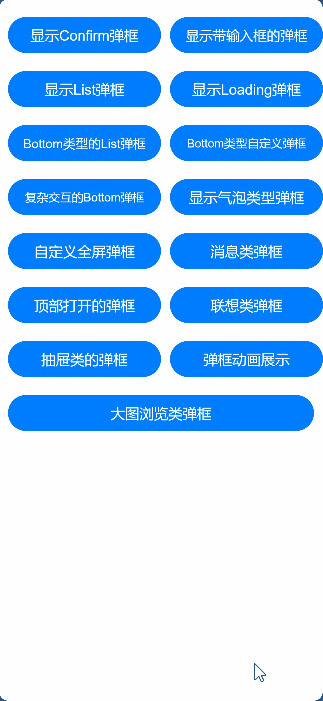 显示Confirm弹框
显示带输入框的弹框
显示List弹框
显示Loading弹框
Bottom类型的List弹框
Bottom类型自定义弹框
复杂交互的Bottom弹框
显示气泡类型弹框
自定义全屏弹框
消息类弹框
顶部打开的弹框
联想类弹框
抽屉类的弹框
弹框动画展示
大图浏览类弹框